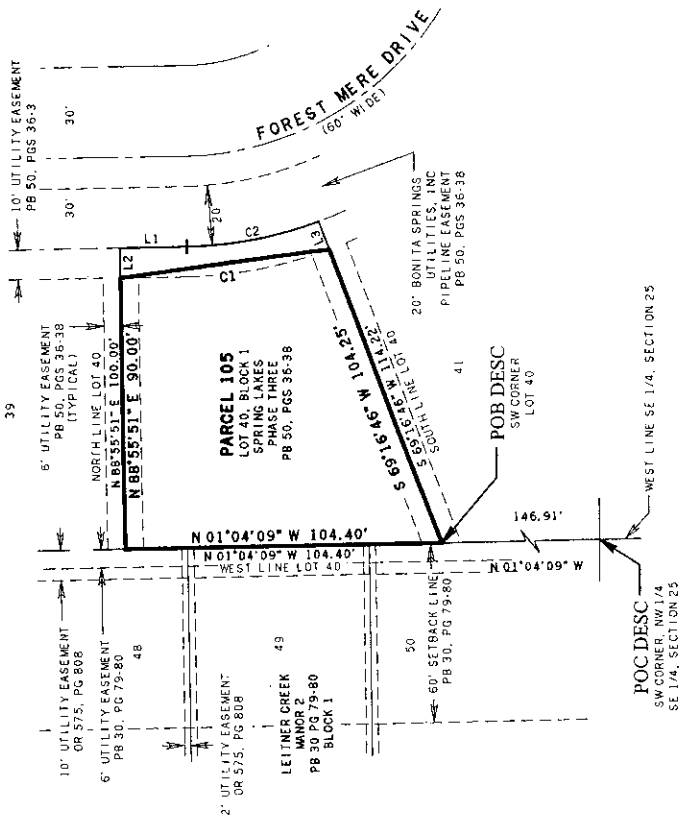 39
10' UTILITY EASEMENT
PB 50, PGS 36-3
30'
30'
FOREST MERE DRIVE
(60' WIDE)
6' UTILITY EASEMENT
PB 50, PGS 36-38
(TYPICAL)
NORTH LINE LOT 40
N 88°55'51" E 100.00'
N 88°55'51" E 90.00'
L2
L1
20'
C2
C1
L3
PARCEL 105
LOT 40, BLOCK 1
SPRING LAKES
PHASE THREE
PB 50, PGS 36-38
S 69°16'46" W 104.25'
S 69°16'46" W 114.22'
SOUTH LINE LOT 40
20' BONITA SPRINGS
UTILITIES, INC
PIPELINE EASEMENT
PB 50, PGS 36-38
41
N 01°04'09" W 104.40'
N 01°04'09" W 104.40'
WEST LINE LOT 40
10' UTILITY EASEMENT
OR 575, PG 808
6' UTILITY EASEMENT
PB 30, PG 79-80
48
2' UTILITY EASEMENT
OR 575, PG 808
49
LEITNER CREEK
MANOR 2
PB 30 PG 79-80
BLOCK 1
50
60' SETBACK LINE
PB 30, PG 79-80
POB DESC
SW CORNER
LOT 40
146.91'
N 01°04'09" W
WEST LINE SE 1/4, SECTION 25
POC DESC
SW CORNER, NW 1/4
SE 1/4, SECTION 25